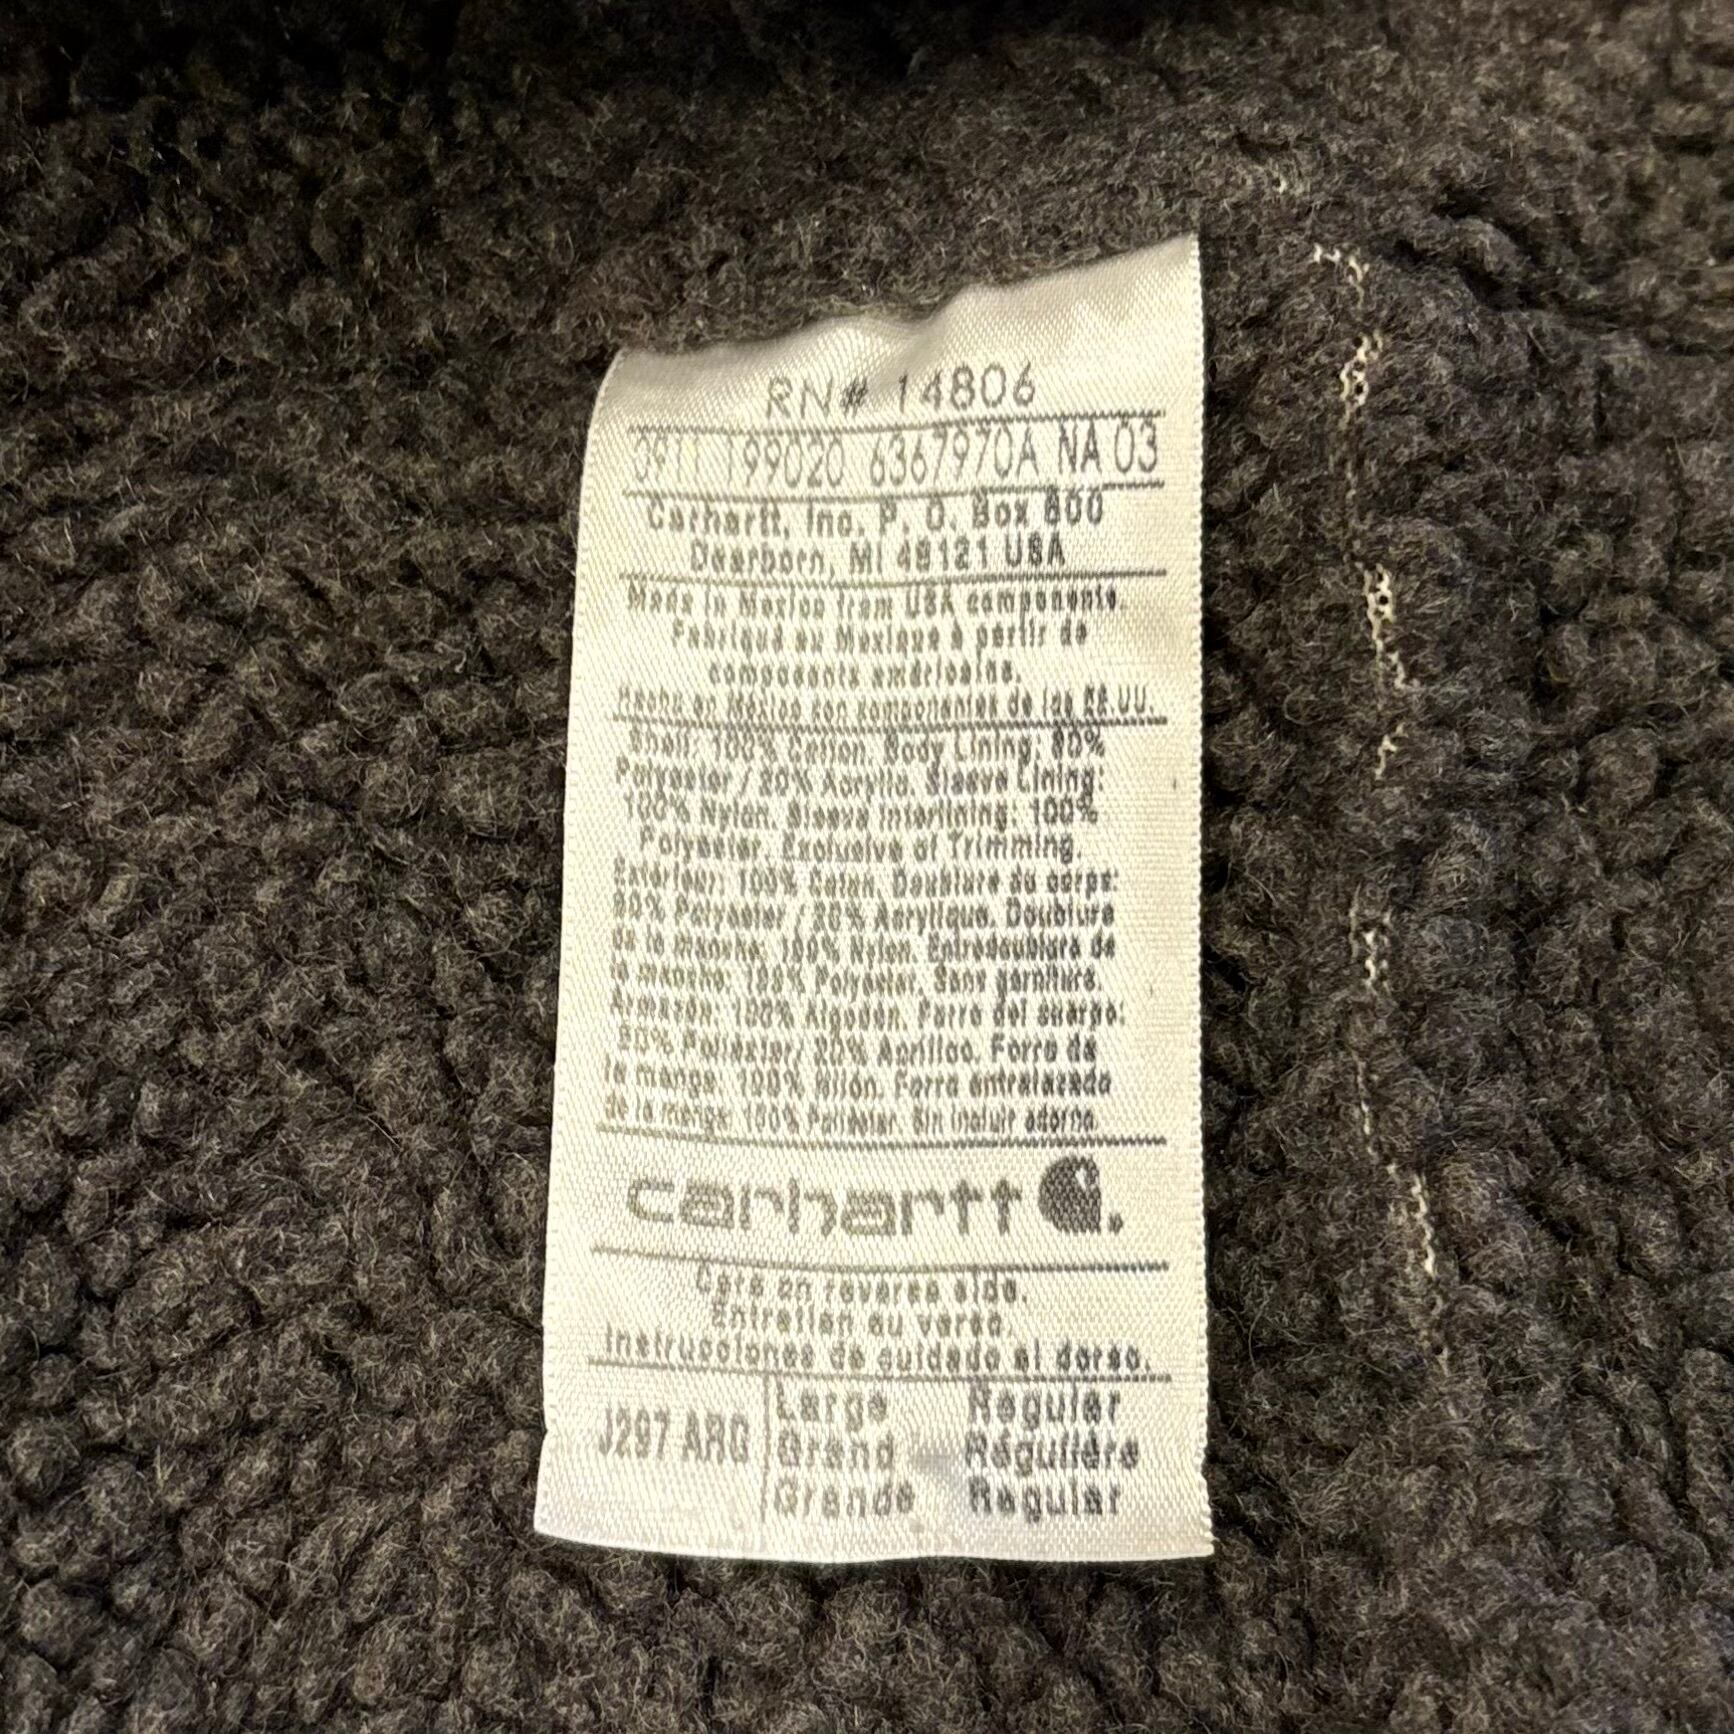 RN# 14806
0911 199020 6367970A NA 03
Carhartt, Inc. P. O. Box 600
Dearborn, MI 48121 USA
Made in Mexico from USA components.
Fabriqué au Mexique à partir de
composants américains.
Hecho en México con componentes de los EE.UU.
Shell: 100% Cotton. Body Lining: 80%
Polyester / 20% Acrylic. Sleeve Lining:
100% Nylon. Sleeve Interlining: 100%
Polyester. Exclusive of Trimming.
Extérieur: 100% Coton. Doublure du corps:
80% Polyester / 20% Acrylique. Doublure
de la manche: 100% Nylon. Entredoublure de
la manche: 100% Polyester. Sans garniture.
Armazón: 100% Algodón. Forro del cuerpo:
80% Poliéster/ 20% Acrílico. Forro de
la manga: 100% Nilón. Forro entrelazado
de la manga: 100% Poliéster. Sin incluir adorno.
carhartt
Care on reverse side.
Entretien au verso.
Instrucciones de cuidado al dorso.
J297 ARG
Large Regular
Grand Régulière
Grande Regular